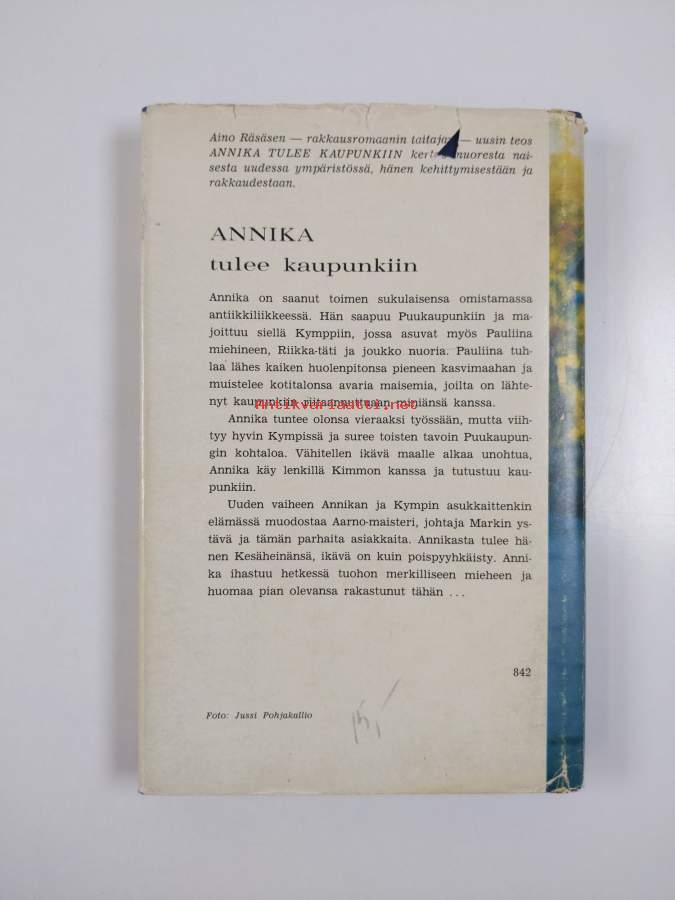 Aino Räsäsen — rakkausromaanin taitajan — uusin teos
ANNIKA TULEE KAUPUNKIIN nuoresta nai-
sesta uudessa ympäristössä, hänen kehittymisestään ja
rakkaudestaan.
ANNIKA
tulee kaupunkiin
Annika on saanut toimen sukulaisensa omistamassa
antiikkiliikkeessä. Hän saapuu Puukaupunkiin ja ma-
joittuu siellä Kymppiin, jossa asuvat myös Pauliina
miehineen, Riikka-täti ja joukko nuoria. Pauliina tuh-
laa lähes kaiken huolenpitonsa pieneen kasvimaahan ja
muistelee kotitalonsa avaria maisemia, joilta on lähte-
nyt kaupunkiin riitaannuttuaan miniänsä kanssa.
Antikvariaatti.net
Annika tuntee olonsa vieraaksi työssään, mutta viih-
tyy hyvin Kympissä ja suree toisten tavoin Puukaupun-
gin kohtaloa. Vähitellen ikävä maalle alkaa unohtua,
Annika käy lenkillä Kimmon kanssa ja tutustuu kau-
punkiin.
Uuden vaiheen Annikan ja Kympin asukkaittenkin
elämässä muodostaa Aarno-maisteri, johtaja Markin ys-
tävä ja tämän parhaita asiakkaita. Annikasta tulee hä-
nen Kesäheinänsä, ikävä on kuin poispyyhkäisty. Anni-
ka ihastuu hetkessä tuohon merkilliseen mieheen ja
huomaa pian olevansa rakastunut tähän ...
842
Foto: Jussi Pohjakallio